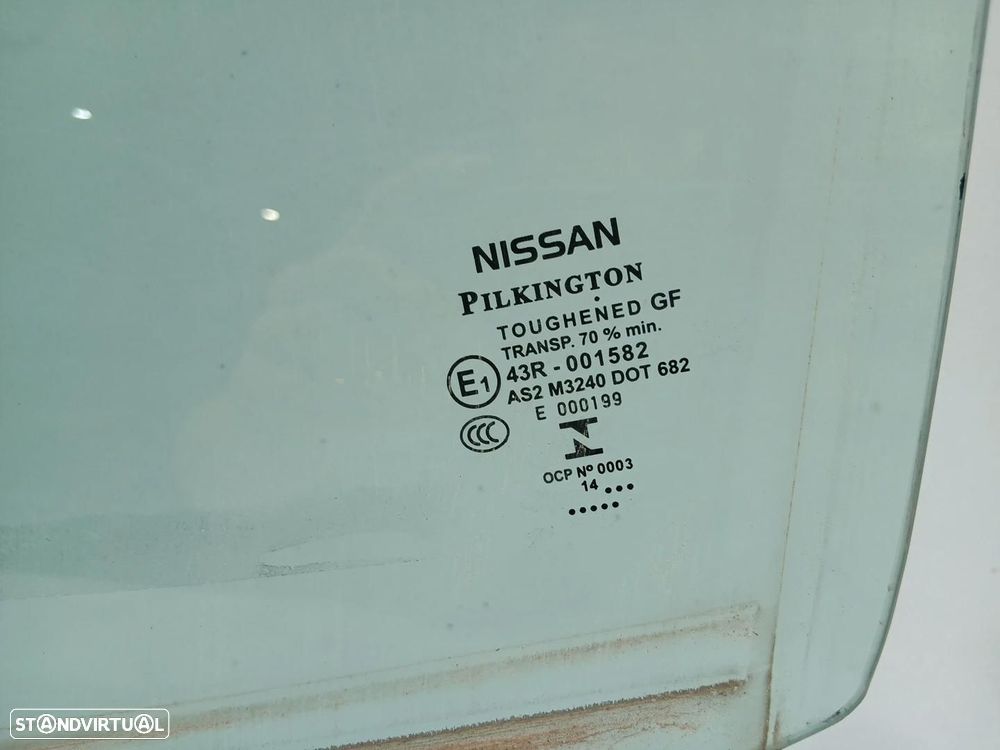 NISSAN
PILKINGTON
TOUGHENED GF
TRANSP. 70 % min.
E1 43R - 001582
AS2 M3240 DOT 682
E 000199
CCC
OCP Nº 0003
14
STANDVIRTUAL